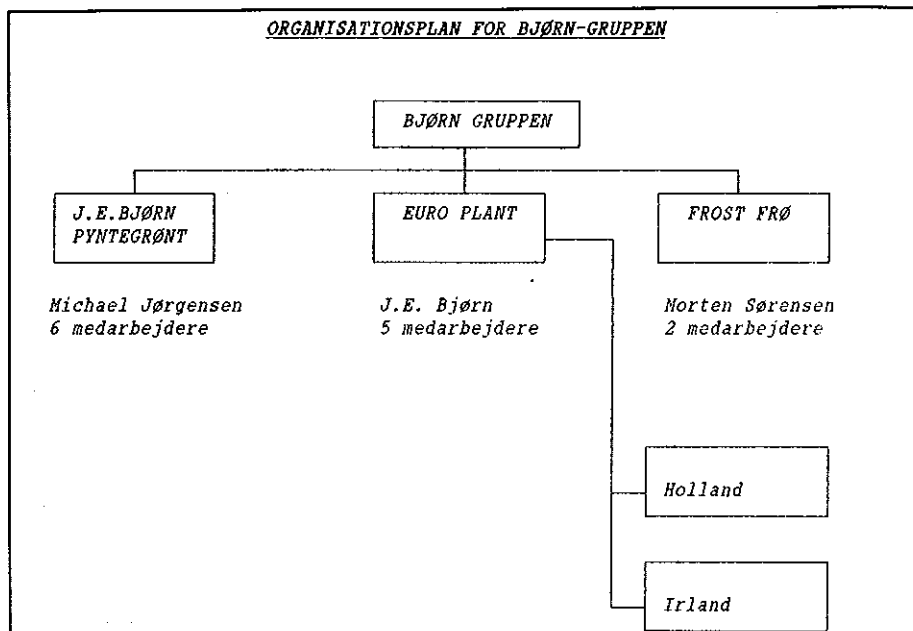 ORGANISATIONSPLAN FOR BJØRN-GRUPPEN
BJØRN GRUPPEN
J.E.BJØRN
PYNTEGRØNT
EURO PLANT
FROST FRØ
Michael Jørgensen
6 medarbejdere
J.E. Bjørn
5 medarbejdere
Morten Sørensen
2 medarbejdere
Holland
Irland